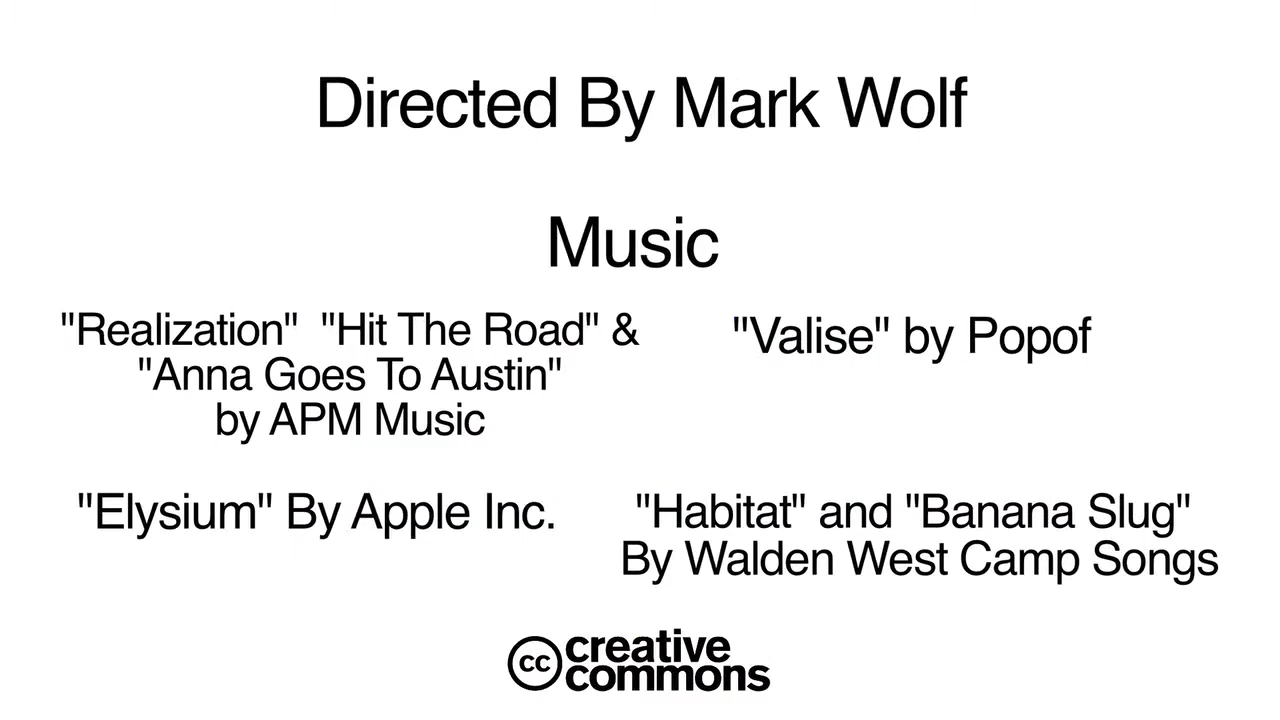 Directed By Mark Wolf
Music
"Realization"  "Hit The Road" &
"Anna Goes To Austin"
by APM Music
"Valise" by Popof
"Elysium" By Apple Inc.
"Habitat" and "Banana Slug"
By Walden West Camp Songs
cc creative
commons